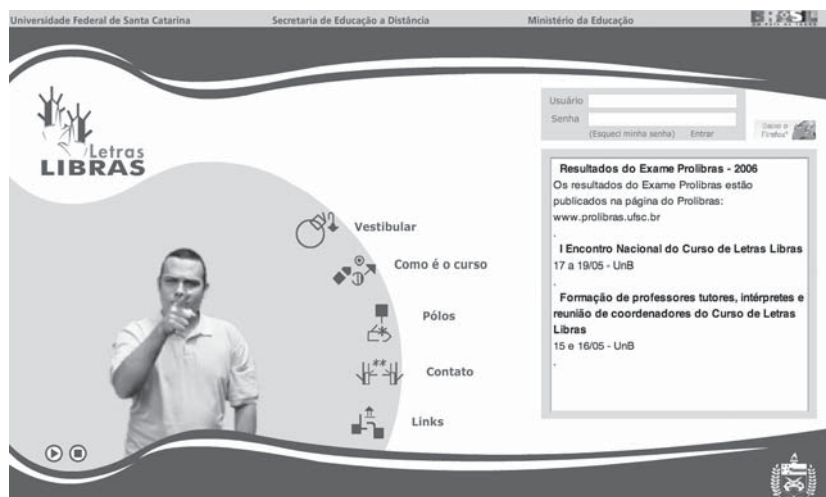 Universidade Federal de Santa Catarina
Secretaria de Educação a Distância
Ministério da Educação
BRASIL
Letras
LIBRAS
Vestibular
Como é o curso
Pólos
Contato
Links
Usuário
Senha
(Esqueci minha senha) Entrar
Firefox
Resultados do Exame Prolibras - 2006
Os resultados do Exame Prolibras estão
publicados na página do Prolibras:
www.prolibras.ufsc.br
.
I Encontro Nacional do Curso de Letras Libras
17 a 19/05 - UnB
.
Formação de professores tutores, intérpretes e
reunião de coordenadores do Curso de Letras
Libras
15 e 16/05 - UnB
.